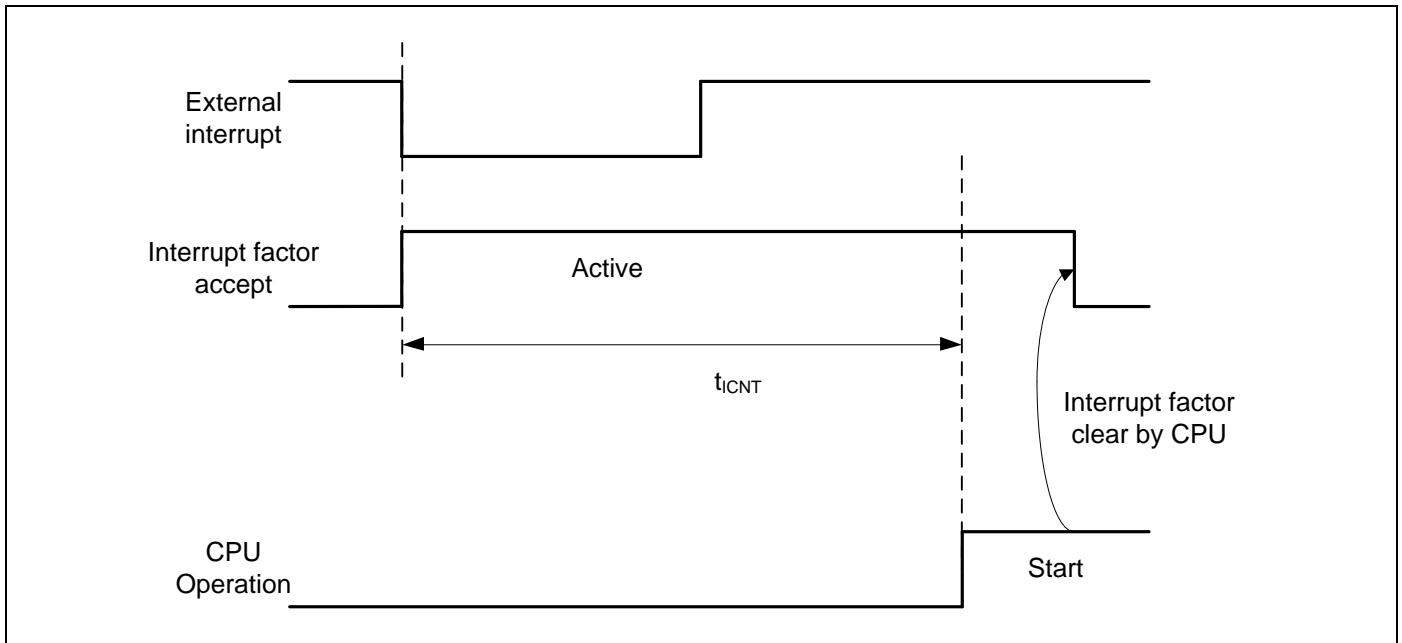 External
interrupt
Interrupt factor
accept
Active
tICNT
Interrupt factor
clear by CPU
CPU
Operation
Start